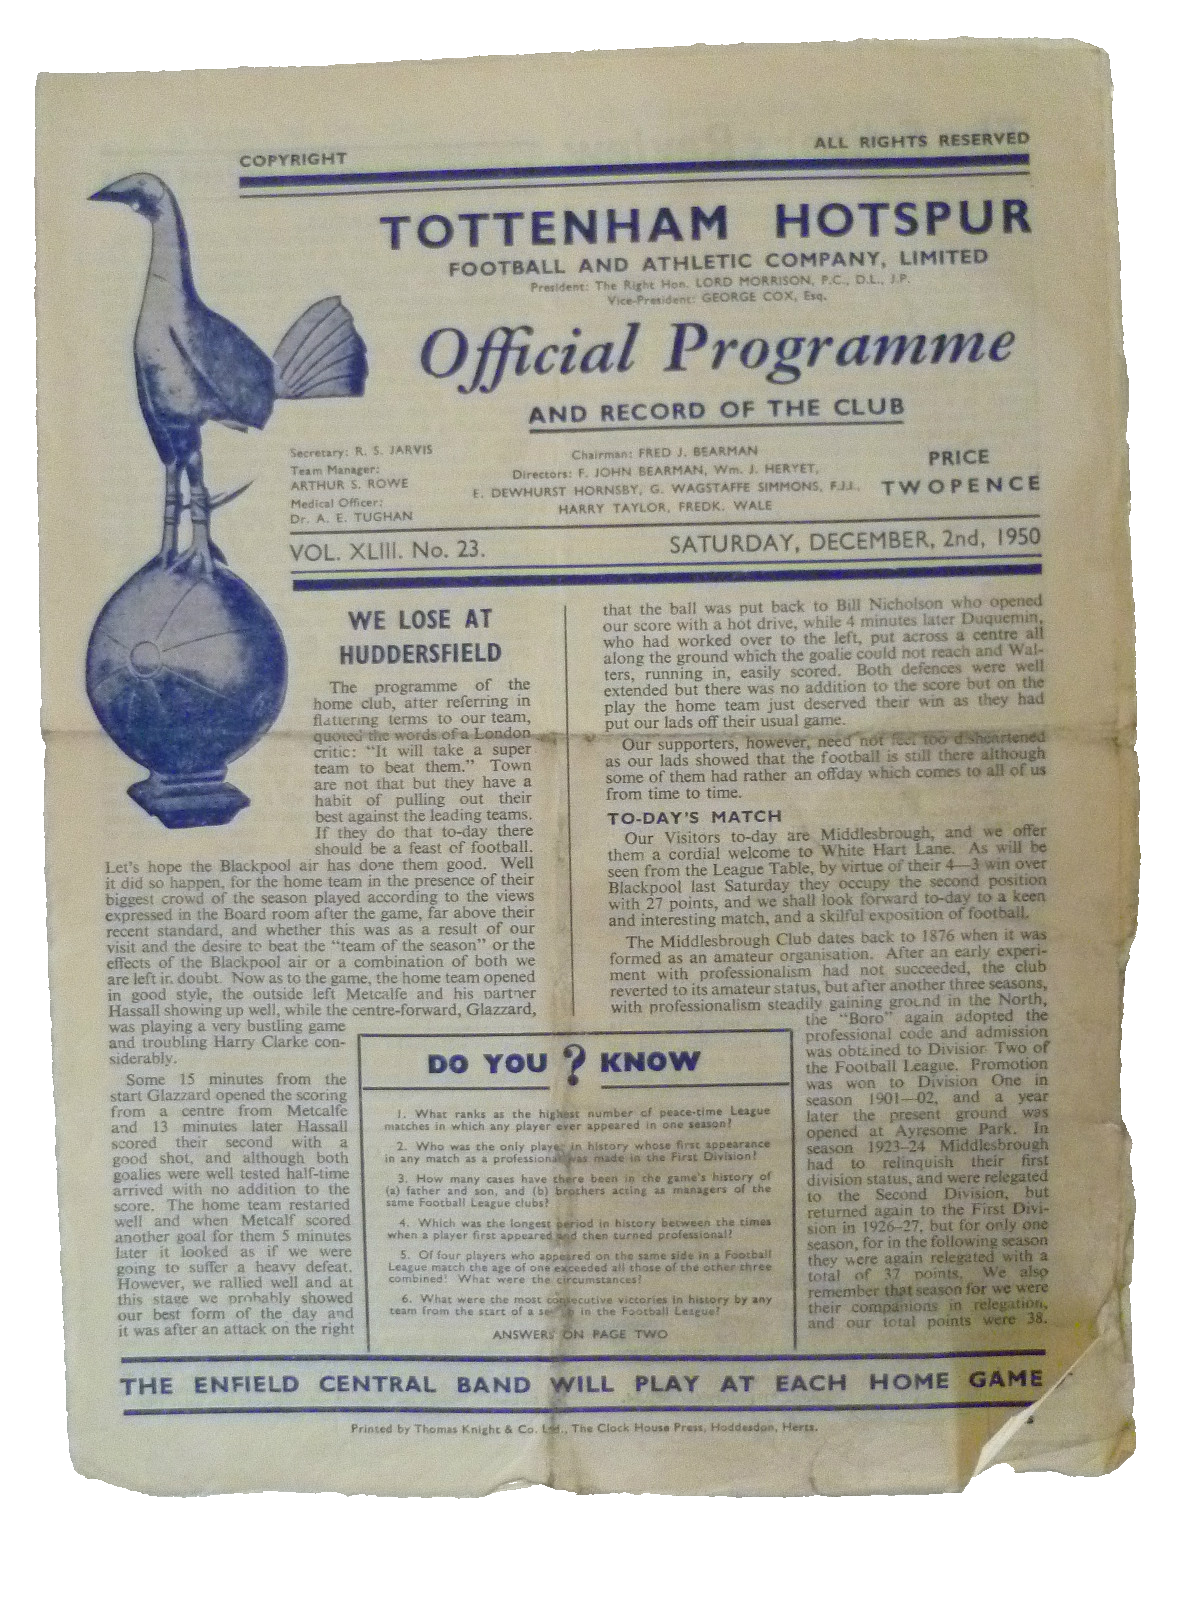 COPYRIGHT
ALL RIGHTS RESERVED
TOTTENHAM HOTSPUR
FOOTBALL AND ATHLETIC COMPANY, LIMITED
President: The Right Hon. LORD MORRISON, P.C., D.L., J.P.
Vice-President: GEORGE COX, Esq.
Official Programme
AND RECORD OF THE CLUB
Secretary: R. S. JARVIS
Team Manager:
ARTHUR S. ROWE
Medical Officer:
Dr. A. E. TUGHAN
Chairman: FRED J. BEARMAN
Directors: F. JOHN BEARMAN, Wm. J. HERYET,
E. DEWHURST HORNSBY, G. WAGSTAFFE SIMMONS, F.J.I.,
HARRY TAYLOR, FREDK. WALE
PRICE
TWOPENCE
VOL. XLIII. No. 23.
SATURDAY, DECEMBER, 2nd, 1950
WE LOSE AT
HUDDERSFIELD
The programme of the
home club, after referring in
flattering terms to our team,
quoted the words of a London
critic: "It will take a super
team to beat them." Town
are not that but they have a
habit of pulling out their
best against the leading teams.
If they do that to-day there
should be a feast of football.
Let's hope the Blackpool air has done them good. Well
it did so happen, for the home team in the presence of their
biggest crowd of the season played according to the views
expressed in the Board room after the game, far above their
recent standard, and whether this was as a result of our
visit and the desire to beat the "team of the season" or the
effects of the Blackpool air or a combination of both we
are left in doubt. Now as to the game, the home team opened
in good style, the outside left Metcalfe and his partner
Hassall showing up well, while the centre-forward, Glazzard,
was playing a very bustling game
and troubling Harry Clarke con-
siderably.
Some 15 minutes from the
start Glazzard opened the scoring
from a centre from Metcalfe
and 13 minutes later Hassall
scored their second with a
good shot, and although both
goalies were well tested half-time
arrived with no addition to the
score. The home team restarted
well and when Metcalf scored
another goal for them 5 minutes
later it looked as if we were
going to suffer a heavy defeat.
However, we rallied well and at
this stage we probably showed
our best form of the day and
it was after an attack on the right
that the ball was put back to Bill Nicholson who opened
our score with a hot drive, while 4 minutes later Duquemin,
who had worked over to the left, put across a centre all
along the ground which the goalie could not reach and Wal-
ters, running in, easily scored. Both defences were well
extended but there was no addition to the score but on the
play the home team just deserved their win as they had
put our lads off their usual game.
Our supporters, however, need not feel too disheartened
as our lads showed that the football is still there although
some of them had rather an offday which comes to all of us
from time to time.
TO-DAY'S MATCH
Our Visitors to-day are Middlesbrough, and we offer
them a cordial welcome to White Hart Lane. As will be
seen from the League Table, by virtue of their 4—3 win over
Blackpool last Saturday they occupy the second position
with 27 points, and we shall look forward to-day to a keen
and interesting match, and a skilful exposition of football.
The Middlesbrough Club dates back to 1876 when it was
formed as an amateur organisation. After an early experi-
ment with professionalism had not succeeded, the club
reverted to its amateur status, but after another three seasons,
with professionalism steadily gaining ground in the North,
the "Boro" again adopted the
professional code and admission
was obtained to Division Two of
the Football League. Promotion
was won to Division One in
season 1901—02, and a year
later the present ground was
opened at Ayresome Park. In
season 1923-24 Middlesbrough
had to relinquish their first
division status, and were relegated
to the Second Division, but
returned again to the First Divi-
sion in 1926-27, but for only one
season, for in the following season
they were again relegated with a
total of 37 points. We also
remember that season for we were
their companions in relegation,
and our total points were 38.
DO YOU ? KNOW
1. What ranks as the highest number of peace-time League
matches in which any player ever appeared in one season?
2. Who was the only player in history whose first appearance
in any match as a professional was made in the First Division?
3. How many cases have there been in the game's history of
(a) father and son, and (b) brothers acting as managers of the
same Football League clubs?
4. Which was the longest period in history between the times
when a player first appeared and then turned professional?
5. Of four players who appeared on the same side in a Football
League match the age of one exceeded all those of the other three
combined! What were the circumstances?
6. What were the most consecutive victories in history by any
team from the start of a in the Football League?
ANSWERS ON PAGE TWO
THE ENFIELD CENTRAL BAND WILL PLAY AT EACH HOME GAME
Printed by Thomas Knight & Co. Ltd., The Clock House Press, Hoddesdon, Herts.